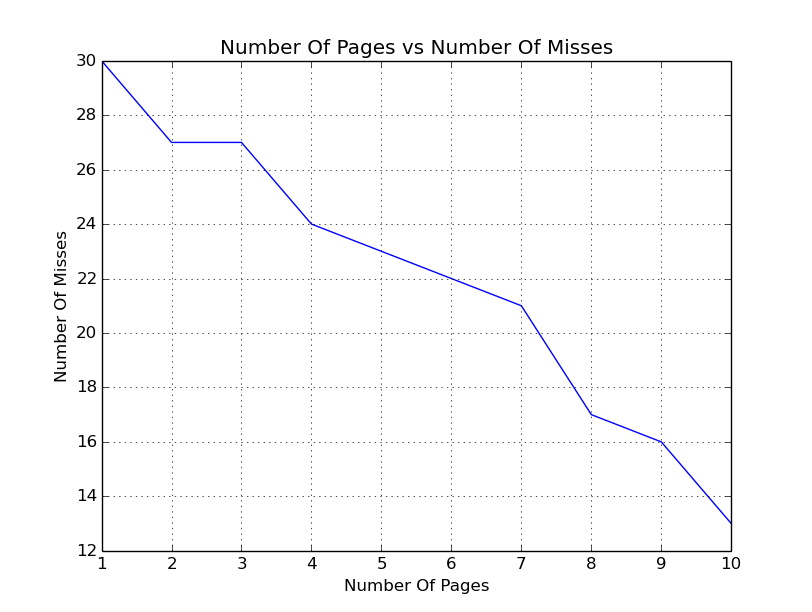 Number Of Pages vs Number Of Misses
30
28
26
24
22
20
18
16
14
12
Number Of Misses
1 2 3 4 5 6 7 8 9 10
Number Of Pages